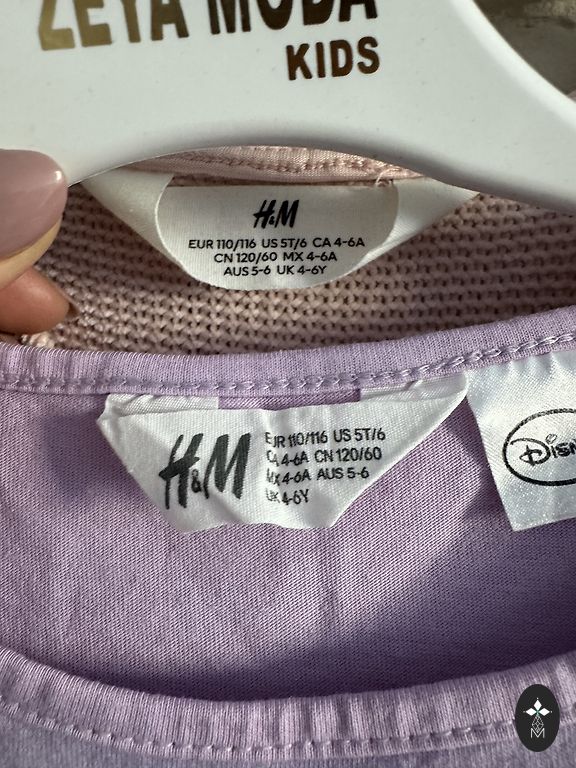 ZEYA MODA
KIDS
H&M
EUR 110/116 US 5T/6 CA 4-6A
CN 120/60 MX 4-6A
AUS 5-6 UK 4-6Y
H&M
EUR 110/116 US 5T/6
CA 4-6A CN 120/60
MX 4-6A AUS 5-6
UK 4-6Y
DISN
M